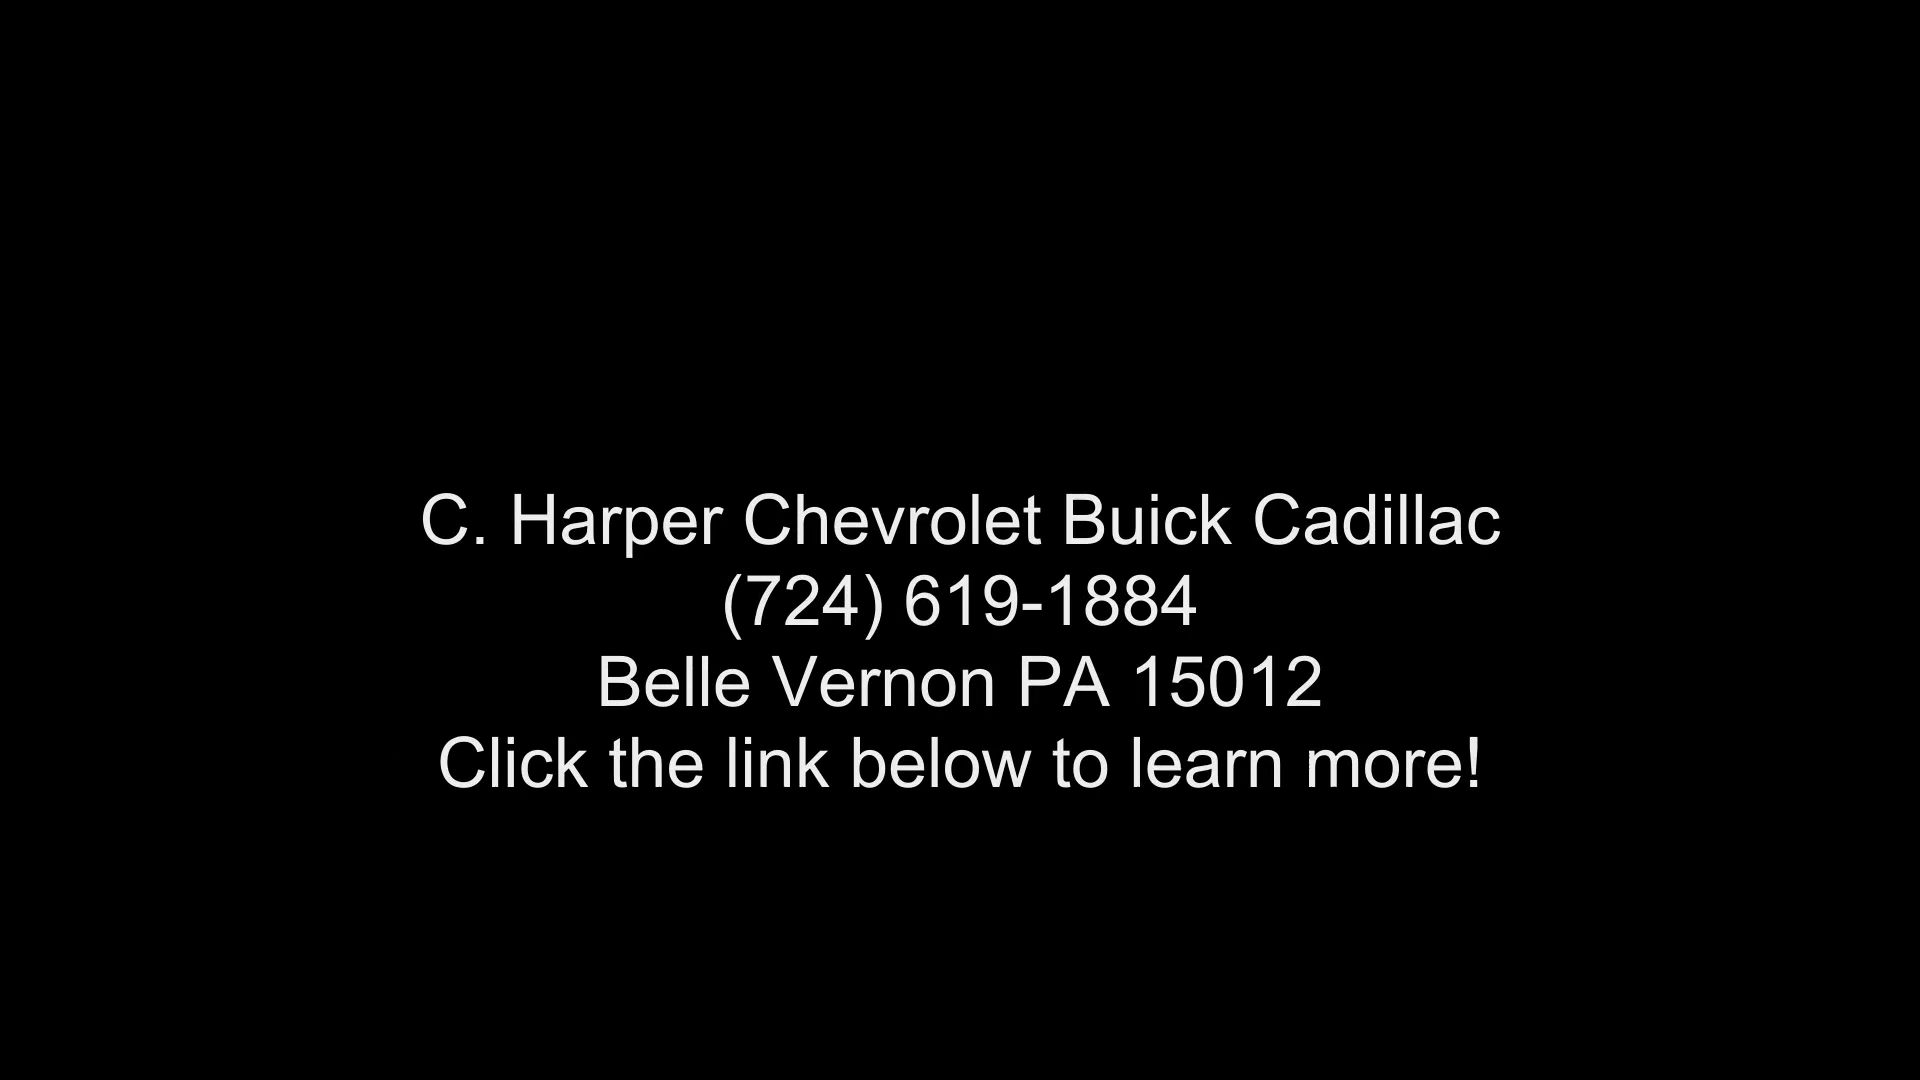 C. Harper Chevrolet Buick Cadillac
(724) 619-1884
Belle Vernon PA 15012
Click the link below to learn more!